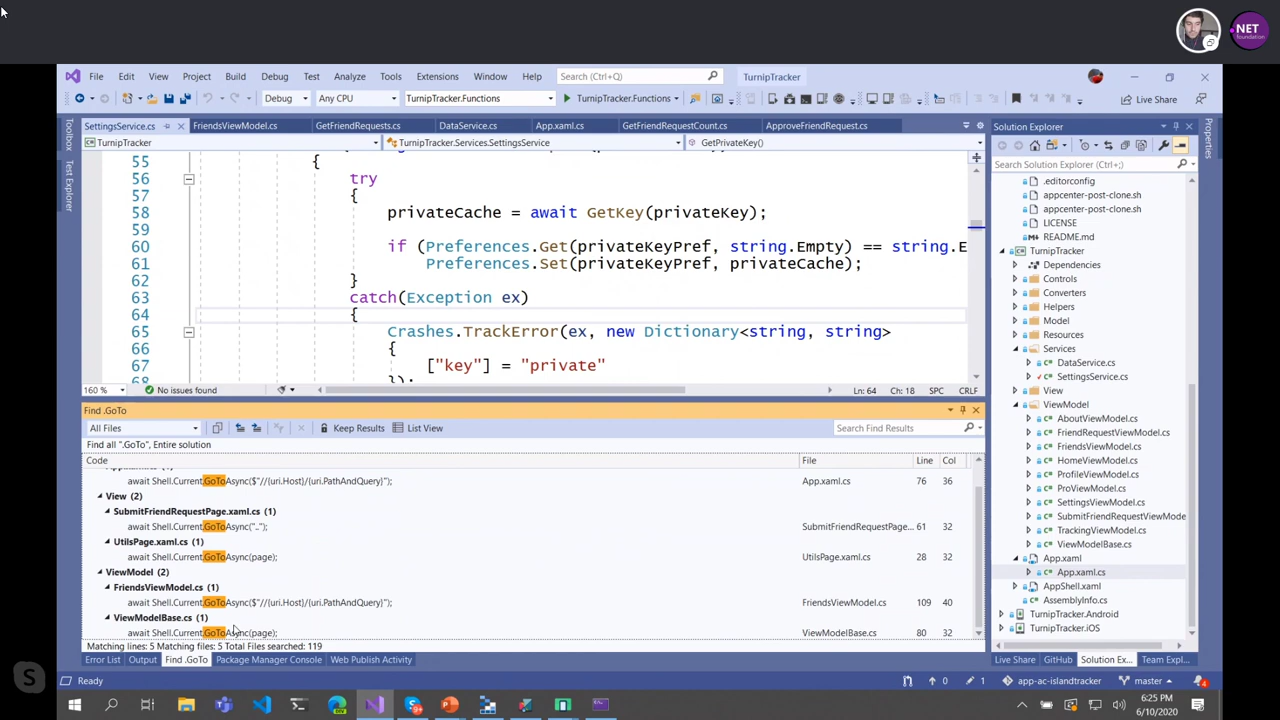 NET
foundation
File Edit View Project Build Debug Test Analyze Tools Extensions Window Help Search (Ctrl+Q) TurnipTracker
Debug Any CPU TurnipTracker.Functions TurnipTracker.Functions Live Share
SettingsService.cs FriendsViewModel.cs GetFriendRequests.cs DataService.cs App.xaml.cs GetFriendRequestCount.cs ApproveFriendRequest.cs
TurnipTracker TurnipTracker.Services.SettingsService GetPrivateKey()
Toolbox
Test Explorer
55 {
56 try
57 {
58 privateCache = await GetKey(privateKey);
59
60 if (Preferences.Get(privateKeyPref, string.Empty) == string.E
61 Preferences.Set(privateKeyPref, privateCache);
62 }
63 catch(Exception ex)
64 {
65 Crashes.TrackError(ex, new Dictionary<string, string>
66 {
67 ["key"] = "private"
68 });
160 % No issues found Ln: 64 Ch: 18 SPC CRLF
Find .GoTo
All Files Keep Results List View Search Find Results
Find all ".GoTo", Entire solution
Code File Line Col
await Shell.Current.GoToAsync($"//{uri.Host}/{uri.PathAndQuery}"); App.xaml.cs 76 36
View (2)
SubmitFriendRequestPage.xaml.cs (1)
await Shell.Current.GoToAsync(".."); SubmitFriendRequestPage... 61 32
UtilsPage.xaml.cs (1)
await Shell.Current.GoToAsync(page); UtilsPage.xaml.cs 28 32
ViewModel (2)
FriendsViewModel.cs (1)
await Shell.Current.GoToAsync($"//{uri.Host}/{uri.PathAndQuery}"); FriendsViewModel.cs 109 40
ViewModelBase.cs (1)
await Shell.Current.GoToAsync(page); ViewModelBase.cs 80 32
Matching lines: 5 Matching files: 5 Total Files searched: 119
Error List Output Find .GoTo Package Manager Console Web Publish Activity
Solution Explorer
Search Solution Explorer (Ctrl+;)
.editorconfig
appcenter-post-clone.sh
appcenter-post-clone.sh
LICENSE
README.md
TurnipTracker
Dependencies
Controls
Converters
Helpers
Model
Resources
Services
DataService.cs
SettingsService.cs
View
ViewModel
AboutViewModel.cs
FriendRequestViewModel.cs
FriendsViewModel.cs
HomeViewModel.cs
ProfileViewModel.cs
ProViewModel.cs
SettingsViewModel.cs
SubmitFriendRequestViewMode
TrackingViewModel.cs
ViewModelBase.cs
App.xaml
App.xaml.cs
AppShell.xaml
AssemblyInfo.cs
TurnipTracker.Android
TurnipTracker.iOS
Live Share GitHub Solution Ex... Team Expl...
Properties
Ready 0 1 app-ac-islandtracker master 4
S
6:25 PM
6/10/2020